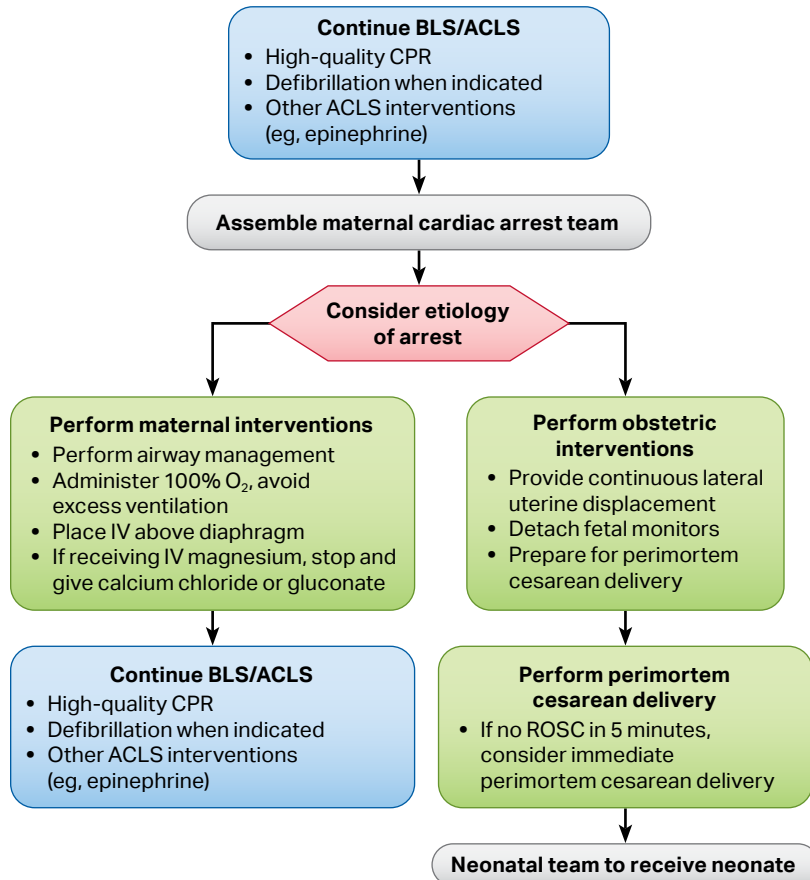 Continue BLS/ACLS
• High-quality CPR
• Defibrillation when indicated
• Other ACLS interventions
(eg, epinephrine)
Assemble maternal cardiac arrest team
Consider etiology
of arrest
Perform maternal interventions
• Perform airway management
• Administer 100% O₂, avoid
excess ventilation
• Place IV above diaphragm
• If receiving IV magnesium, stop and
give calcium chloride or gluconate
Perform obstetric
interventions
• Provide continuous lateral
uterine displacement
• Detach fetal monitors
• Prepare for perimortem
cesarean delivery
Continue BLS/ACLS
• High-quality CPR
• Defibrillation when indicated
• Other ACLS interventions
(eg, epinephrine)
Perform perimortem
cesarean delivery
• If no ROSC in 5 minutes,
consider immediate
perimortem cesarean delivery
Neonatal team to receive neonate